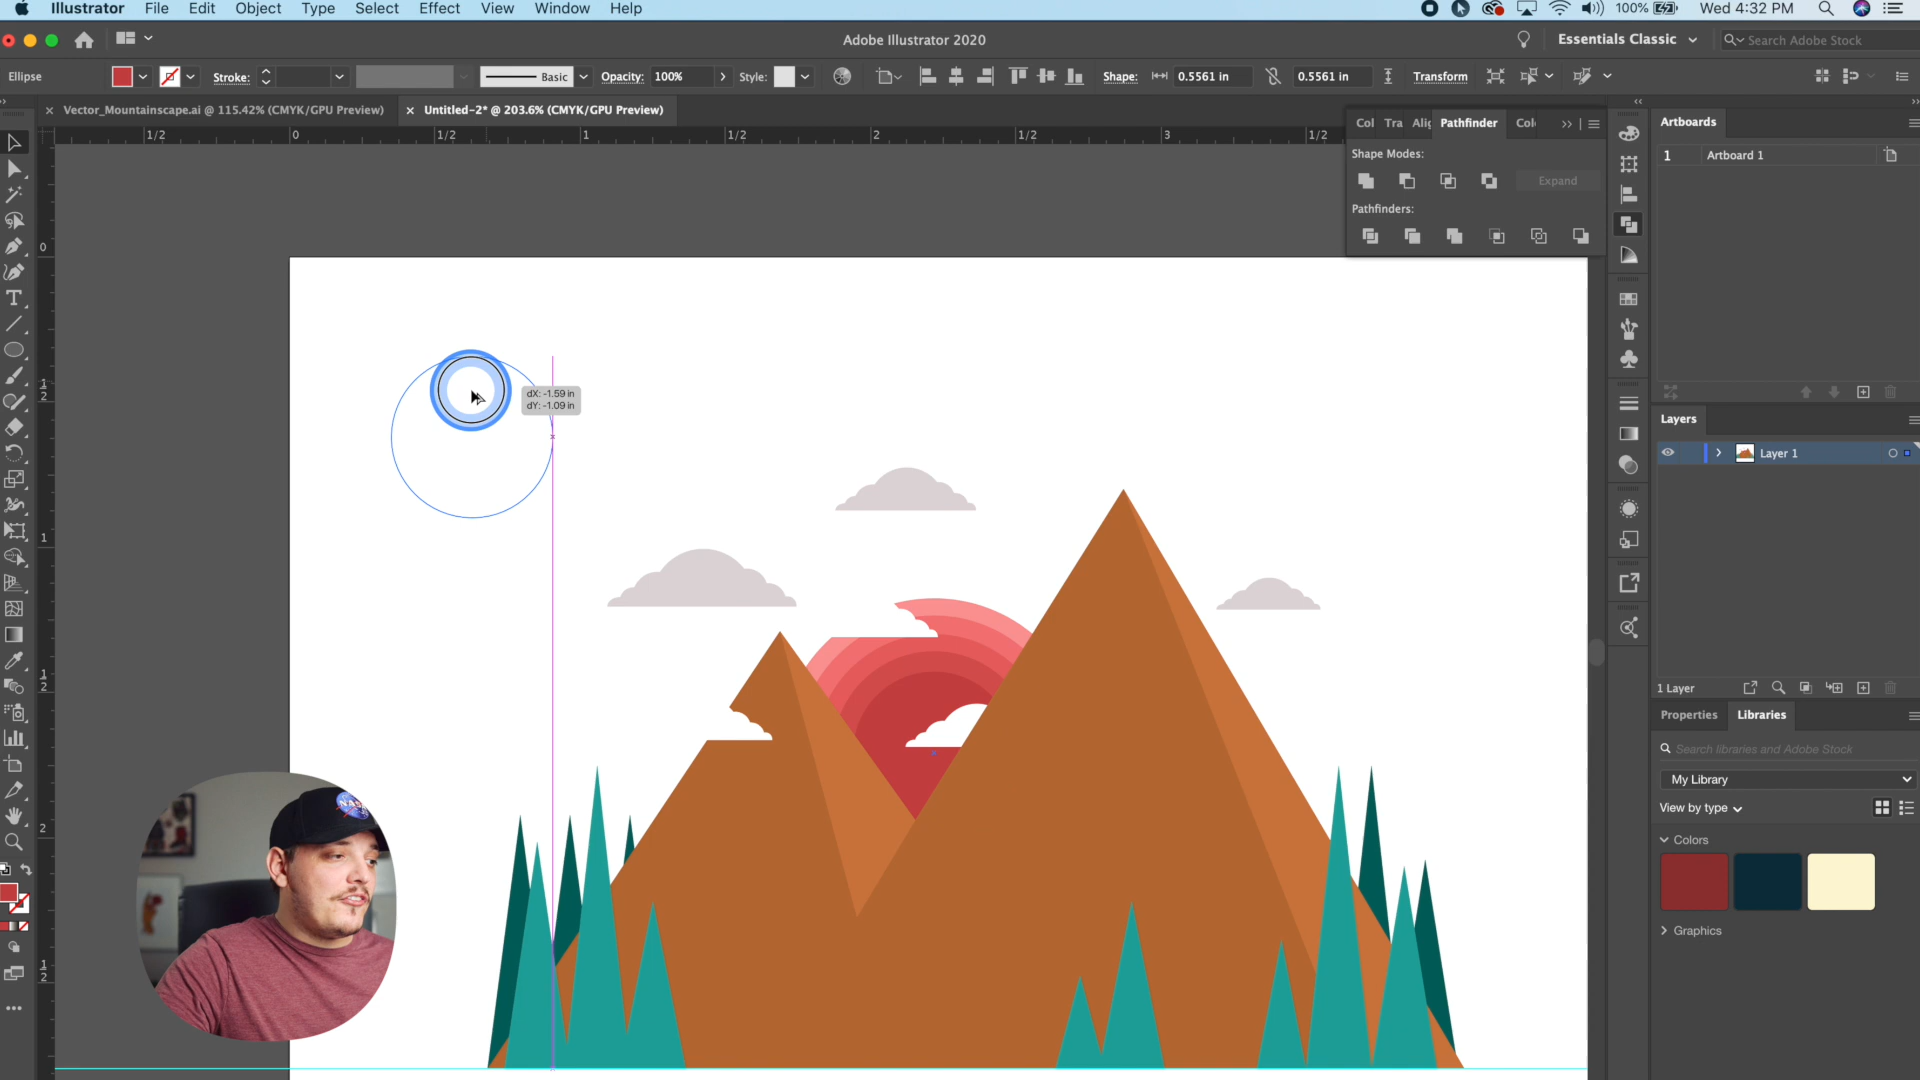 Illustrator File Edit Object Type Select Effect View Window Help 100% Wed 4:32 PM
Adobe Illustrator 2020 Essentials Classic Search Adobe Stock
Ellipse Stroke: Basic Opacity: 100% Style: Shape: 0.5561 in 0.5561 in Transform
× Vector_Mountainscape.ai @ 115.42% (CMYK/GPU Preview) × Untitled-2* @ 203.6% (CMYK/GPU Preview)
1/2 0 1/2 1 1/2 2 1/2 3 1/2
Col Tra Alig Pathfinder Col
Shape Modes:
Expand
Pathfinders:
Artboards
1 Artboard 1
0
1/2
1
1/2
2
1/2
dX: -1.59 in
dY: -1.09 in
Layers
Layer 1
1 Layer
Properties Libraries
Search libraries and Adobe Stock
My Library
View by type
Colors
Graphics
NASA